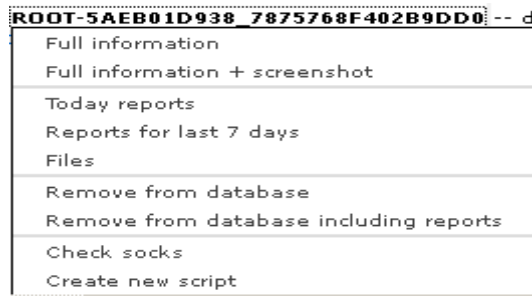 ROOT-5AEB01D938_7875768F402B9DD0 -- d
Full information
Full information + screenshot
Today reports
Reports for last 7 days
Files
Remove from database
Remove from database including reports
Check socks
Create new script